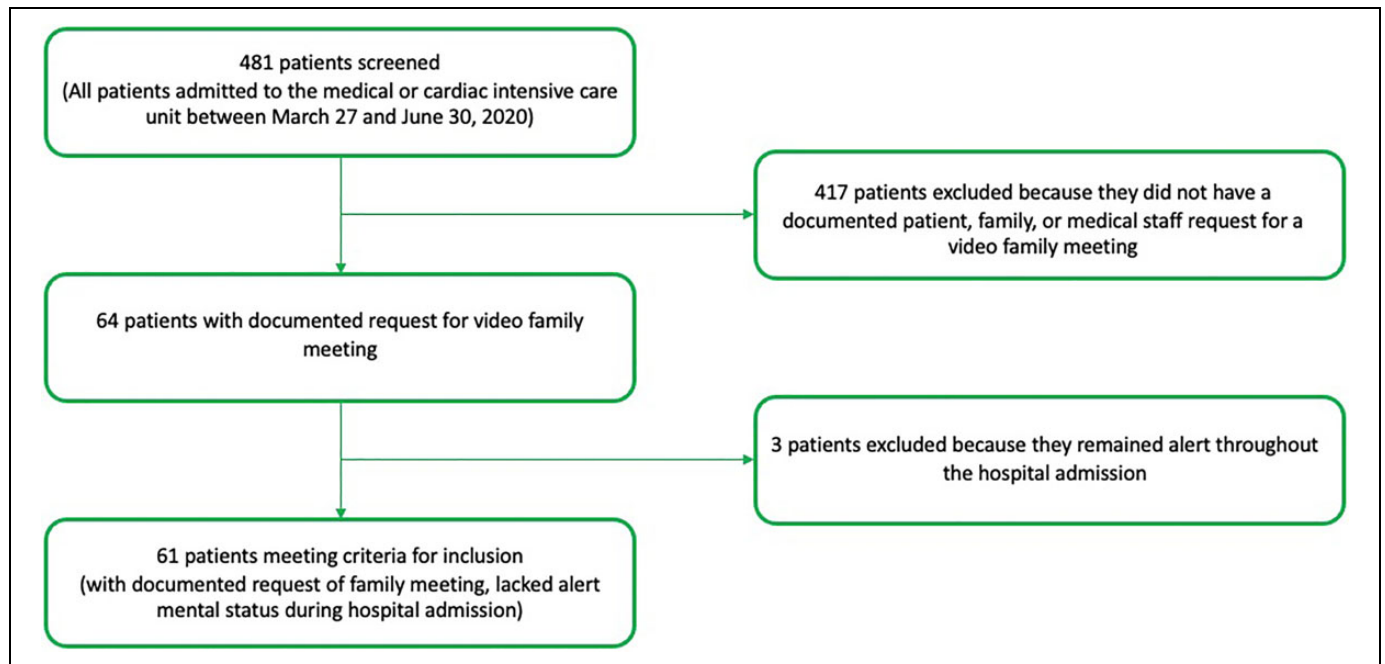 481 patients screened
(All patients admitted to the medical or cardiac intensive care
unit between March 27 and June 30, 2020)
417 patients excluded because they did not have a
documented patient, family, or medical staff request for a
video family meeting
64 patients with documented request for video family
meeting
3 patients excluded because they remained alert throughout
the hospital admission
61 patients meeting criteria for inclusion
(with documented request of family meeting, lacked alert
mental status during hospital admission)